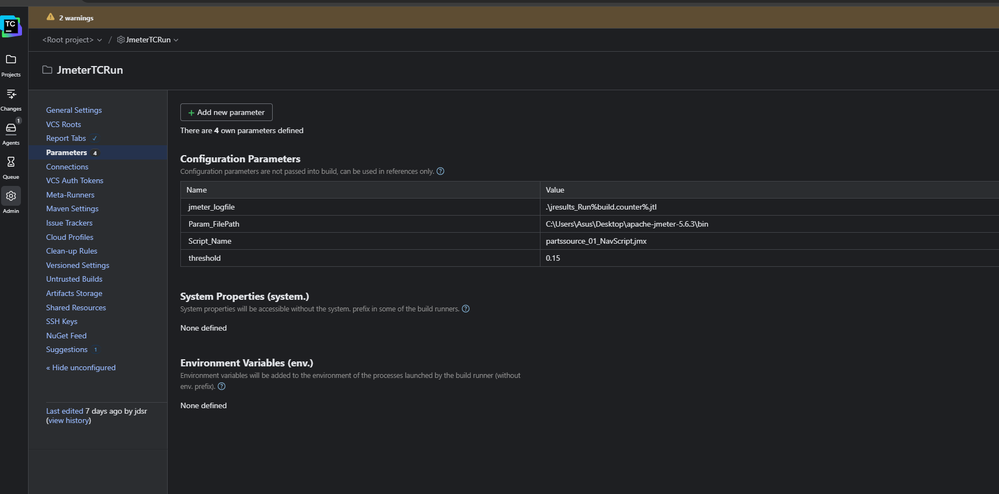 2 warnings
TC
<Root project> / JmeterTCRun
JmeterTCRun
Projects
Changes
1
Agents
Queue
Admin
General Settings
VCS Roots
Report Tabs ✓
Parameters 4
Connections
VCS Auth Tokens
Meta-Runners
Maven Settings
Issue Trackers
Cloud Profiles
Clean-up Rules
Versioned Settings
Untrusted Builds
Artifacts Storage
Shared Resources
SSH Keys
NuGet Feed
Suggestions 1
« Hide unconfigured
Last edited 7 days ago by jdsr
(view history)
+ Add new parameter
There are 4 own parameters defined
Configuration Parameters
Configuration parameters are not passed into build, can be used in references only. ?
Name Value
jmeter_logfile .\jresults_Run%build.counter%.jtl
Param_FilePath C:\Users\Asus\Desktop\apache-jmeter-5.6.3\bin
Script_Name partssource_01_NavScript.jmx
threshold 0.15
System Properties (system.)
System properties will be accessible without the system. prefix in some of the build runners. ?
None defined
Environment Variables (env.)
Environment variables will be added to the environment of the processes launched by the build runner (without
env. prefix). ?
None defined